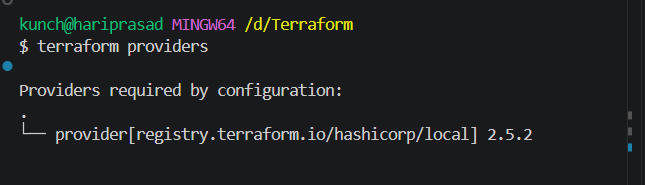 kunch@hariprasad MINGW64 /d/Terraform
$ terraform providers
Providers required by configuration:
.
└── provider[registry.terraform.io/hashicorp/local] 2.5.2